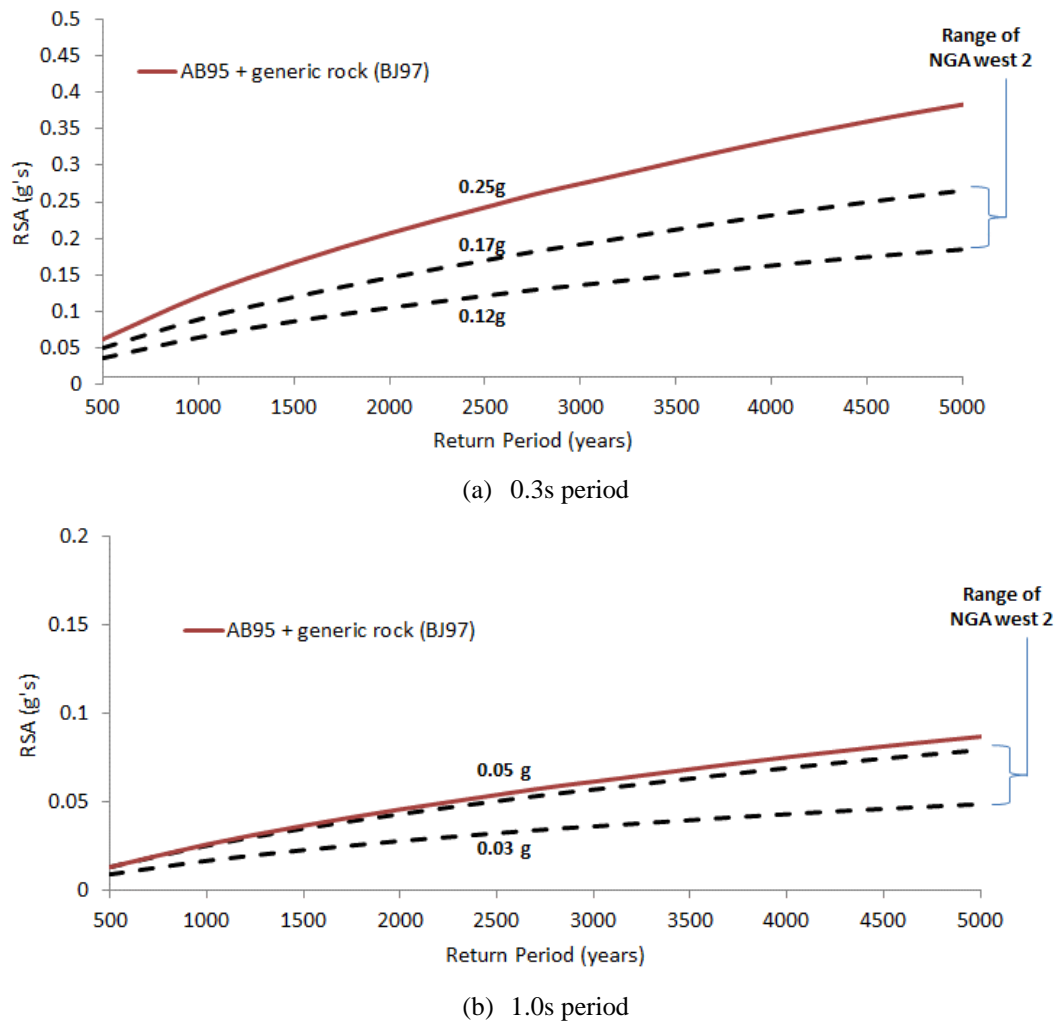 0.5
0.45
0.4
0.35
0.3
0.25
0.2
0.15
0.1
0.05
0
RSA (g's)
AB95 + generic rock (BJ97)
Range of
NGA west 2
0.25g
0.17g
0.12g
500 1000 1500 2000 2500 3000 3500 4000 4500 5000
Return Period (years)
(a) 0.3s period
0.2
0.15
0.1
0.05
0
RSA (g's)
AB95 + generic rock (BJ97)
Range of
NGA west 2
0.05 g
0.03 g
500 1000 1500 2000 2500 3000 3500 4000 4500 5000
Return Period (years)
(b) 1.0s period